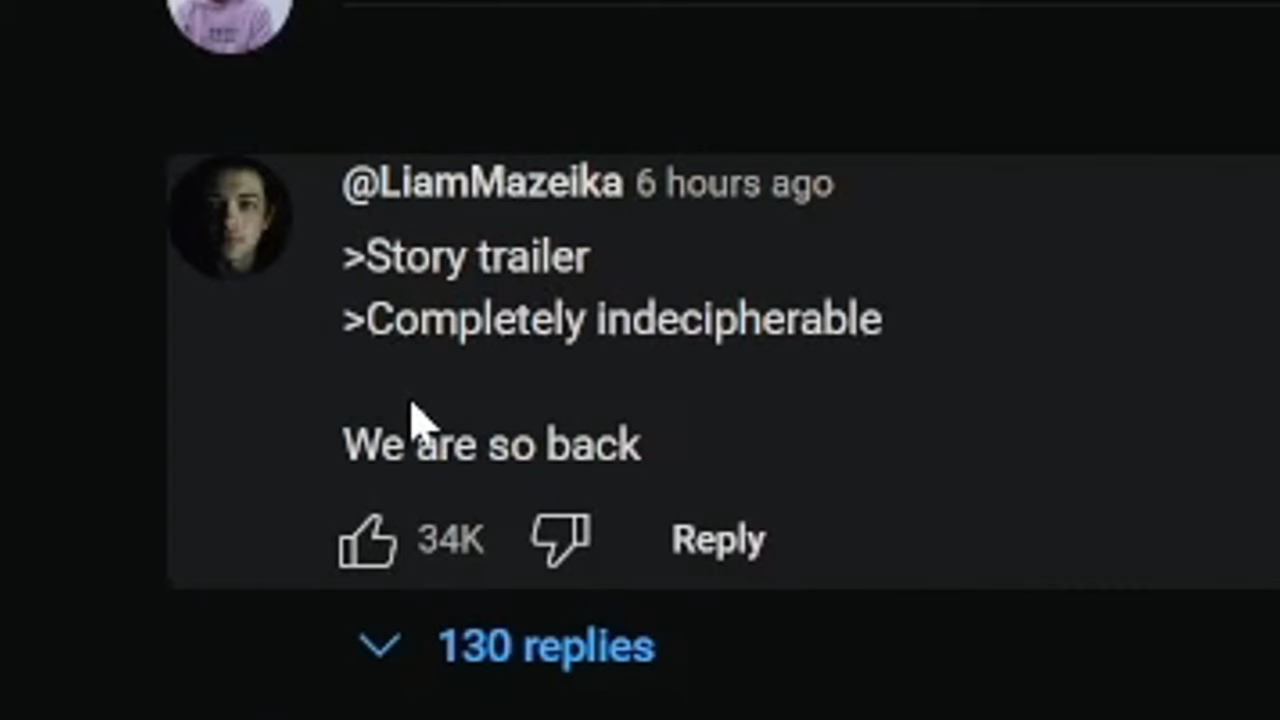 @LiamMazeika 6 hours ago
>Story trailer
>Completely indecipherable
We are so back
34K Reply
130 replies